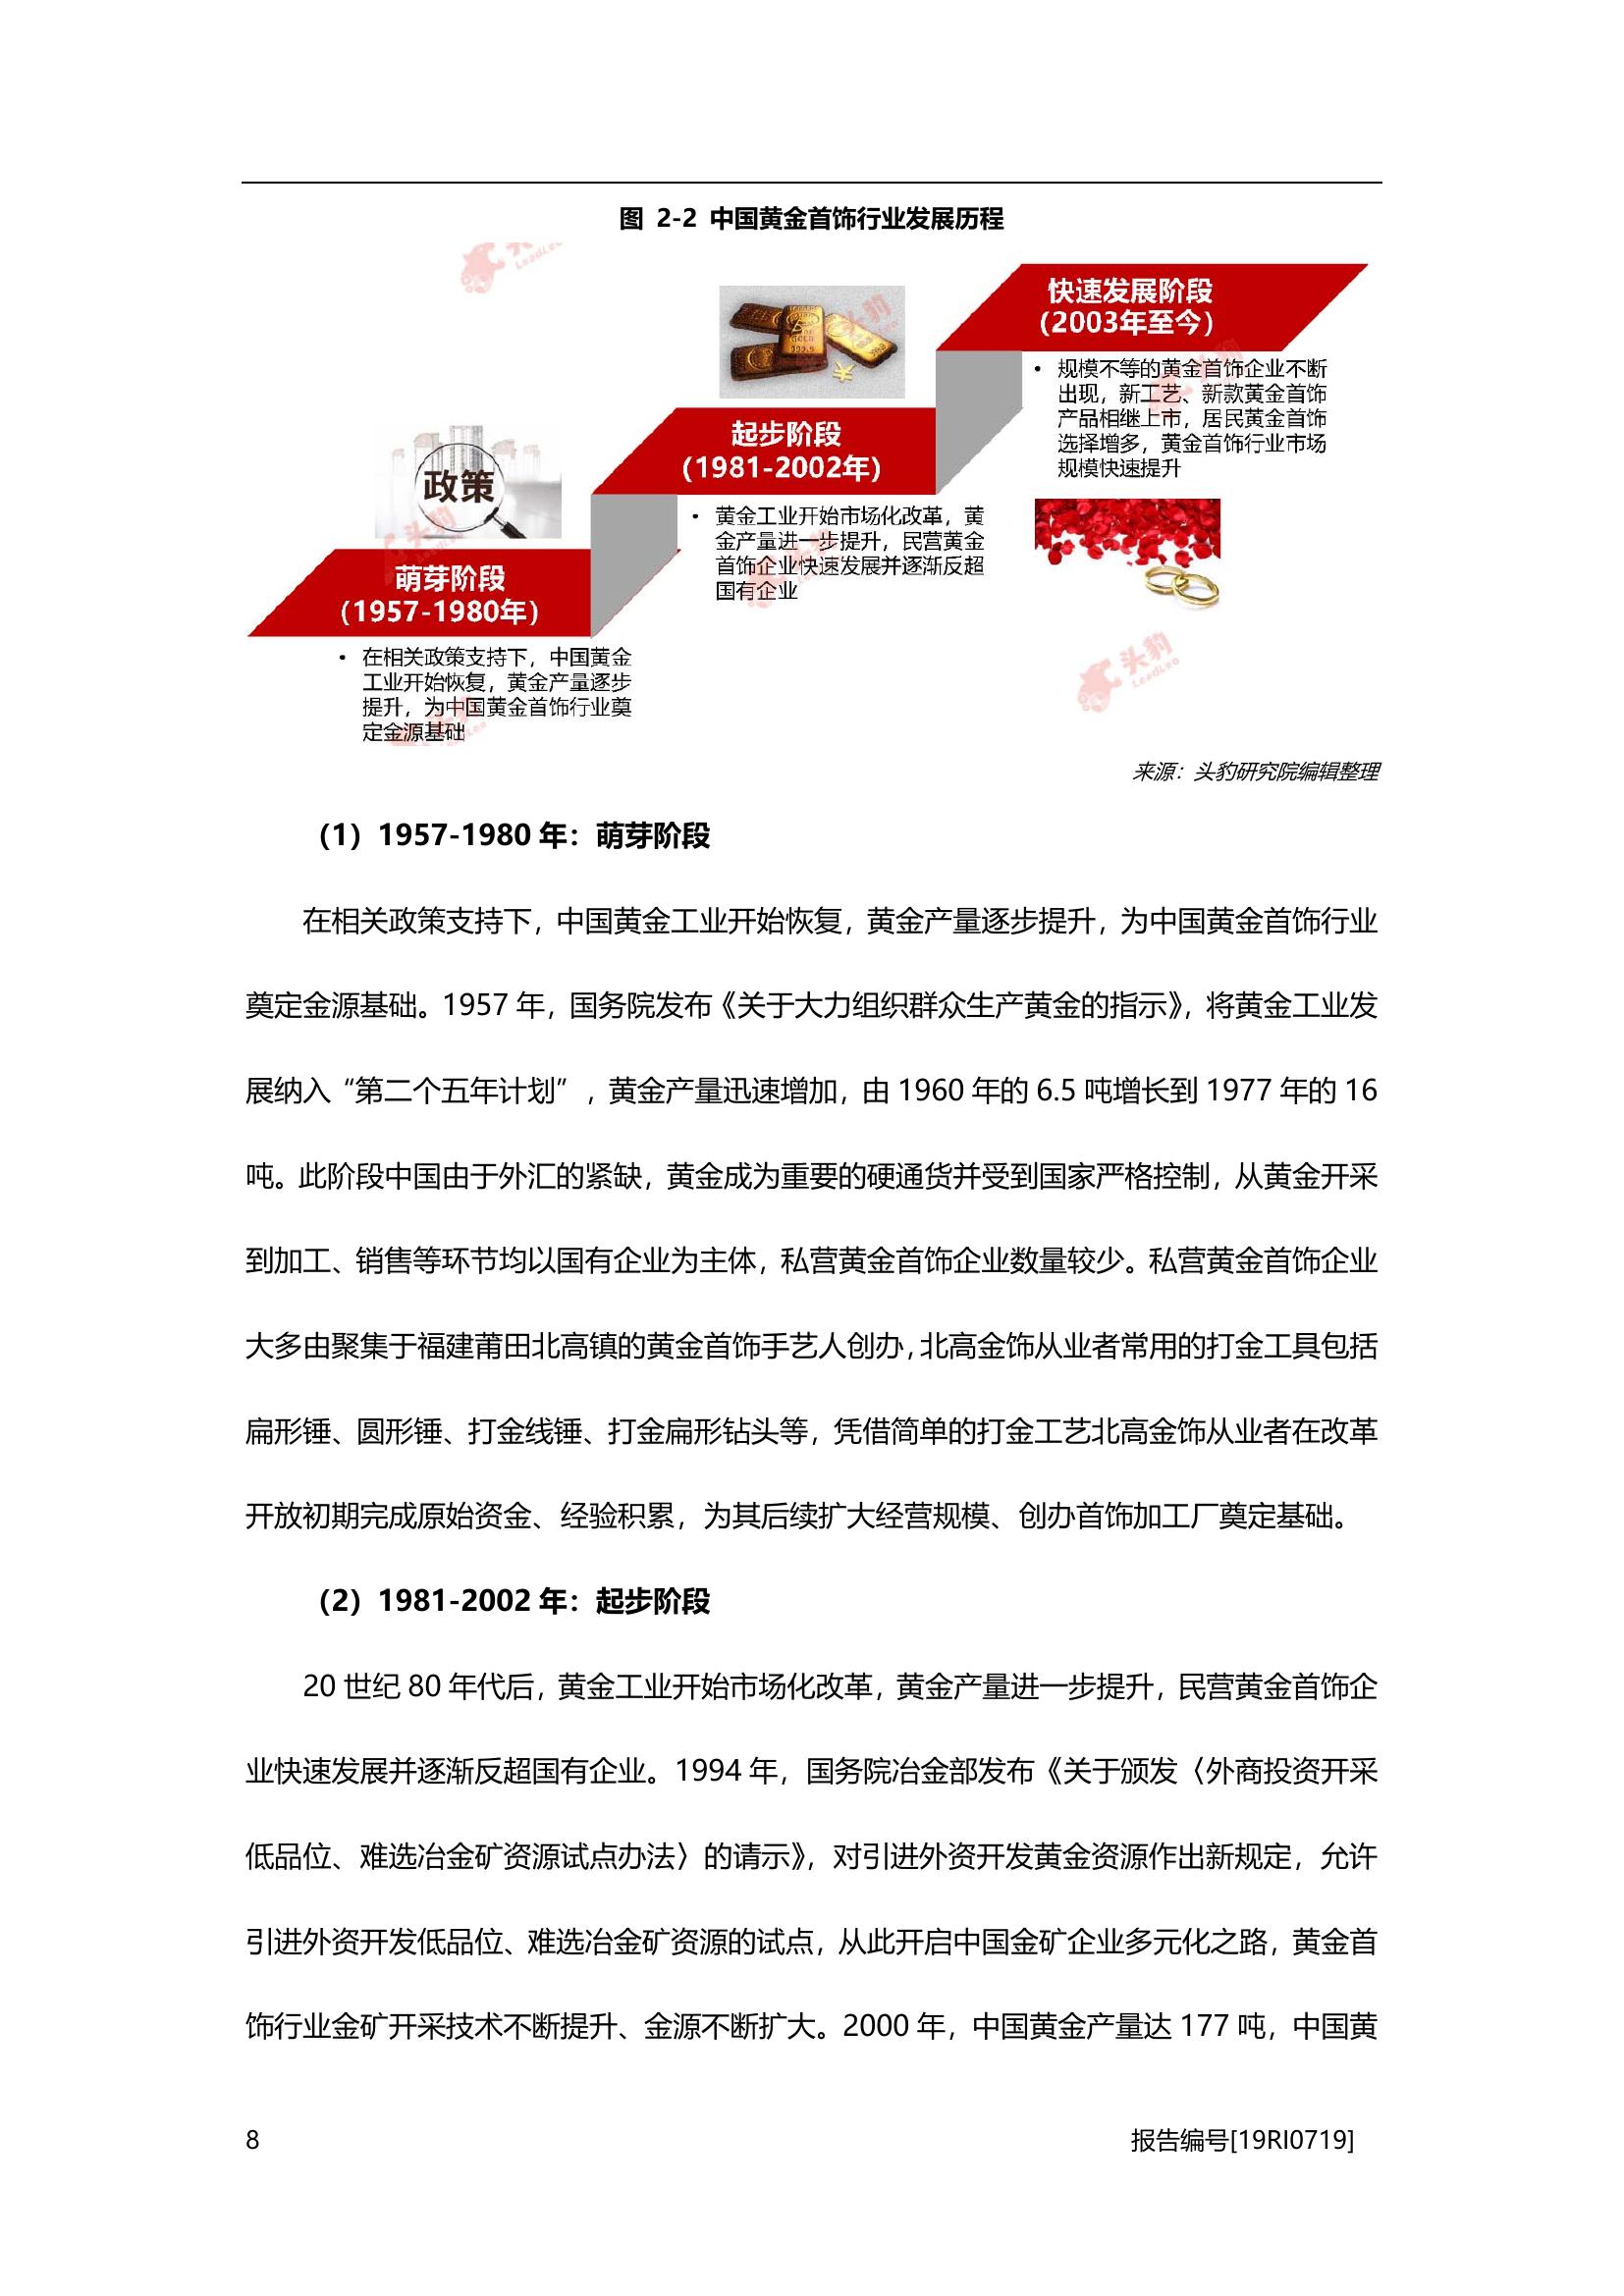 图 2-2 中国黄金首饰行业发展历程
快速发展阶段
(2003年至今)
规模不等的黄金首饰企业不断
出现，新工艺、新款黄金首饰
产品相继上市，居民黄金首饰
选择增多，黄金首饰行业市场
规模快速提升
起步阶段
(1981-2002年)
• 黄金工业开始市场化改革，黄
金产量进一步提升，民营黄金
首饰企业快速发展并逐渐反超
国有企业
政策
萌芽阶段
(1957-1980年)
• 在相关政策支持下，中国黄金
工业开始恢复，黄金产量逐步
提升，为中国黄金首饰行业奠
定金源基础
头豹
LeadLeo
来源：头豹研究院编辑整理
（1）1957-1980 年：萌芽阶段
在相关政策支持下，中国黄金工业开始恢复，黄金产量逐步提升，为中国黄金首饰行业
奠定金源基础。1957 年，国务院发布《关于大力组织群众生产黄金的指示》，将黄金工业发
展纳入“第二个五年计划”，黄金产量迅速增加，由 1960 年的 6.5 吨增长到 1977 年的 16
吨。此阶段中国由于外汇的紧缺，黄金成为重要的硬通货并受到国家严格控制，从黄金开采
到加工、销售等环节均以国有企业为主体，私营黄金首饰企业数量较少。私营黄金首饰企业
大多由聚集于福建莆田北高镇的黄金首饰手艺人创办，北高金饰从业者常用的打金工具包括
扁形锤、圆形锤、打金线锤、打金扁形钻头等，凭借简单的打金工艺北高金饰从业者在改革
开放初期完成原始资金、经验积累，为其后续扩大经营规模、创办首饰加工厂奠定基础。
（2）1981-2002 年：起步阶段
20 世纪 80 年代后，黄金工业开始市场化改革，黄金产量进一步提升，民营黄金首饰企
业快速发展并逐渐反超国有企业。1994 年，国务院冶金部发布《关于颁发〈外商投资开采
低品位、难选冶金矿资源试点办法〉的请示》，对引进外资开发黄金资源作出新规定，允许
引进外资开发低品位、难选冶金矿资源的试点，从此开启中国金矿企业多元化之路，黄金首
饰行业金矿开采技术不断提升、金源不断扩大。2000 年，中国黄金产量达 177 吨，中国黄
8
报告编号[19RI0719]